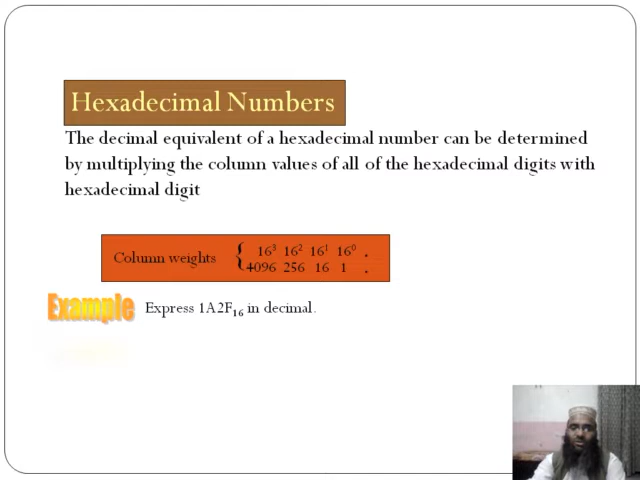 Hexadecimal Numbers
The decimal equivalent of a hexadecimal number can be determined
by multiplying the column values of all of the hexadecimal digits with
hexadecimal digit
Column weights { 16³ 16² 16¹ 16⁰ .
4096 256 16 1 .
Example
Express 1A2F₁₆ in decimal.